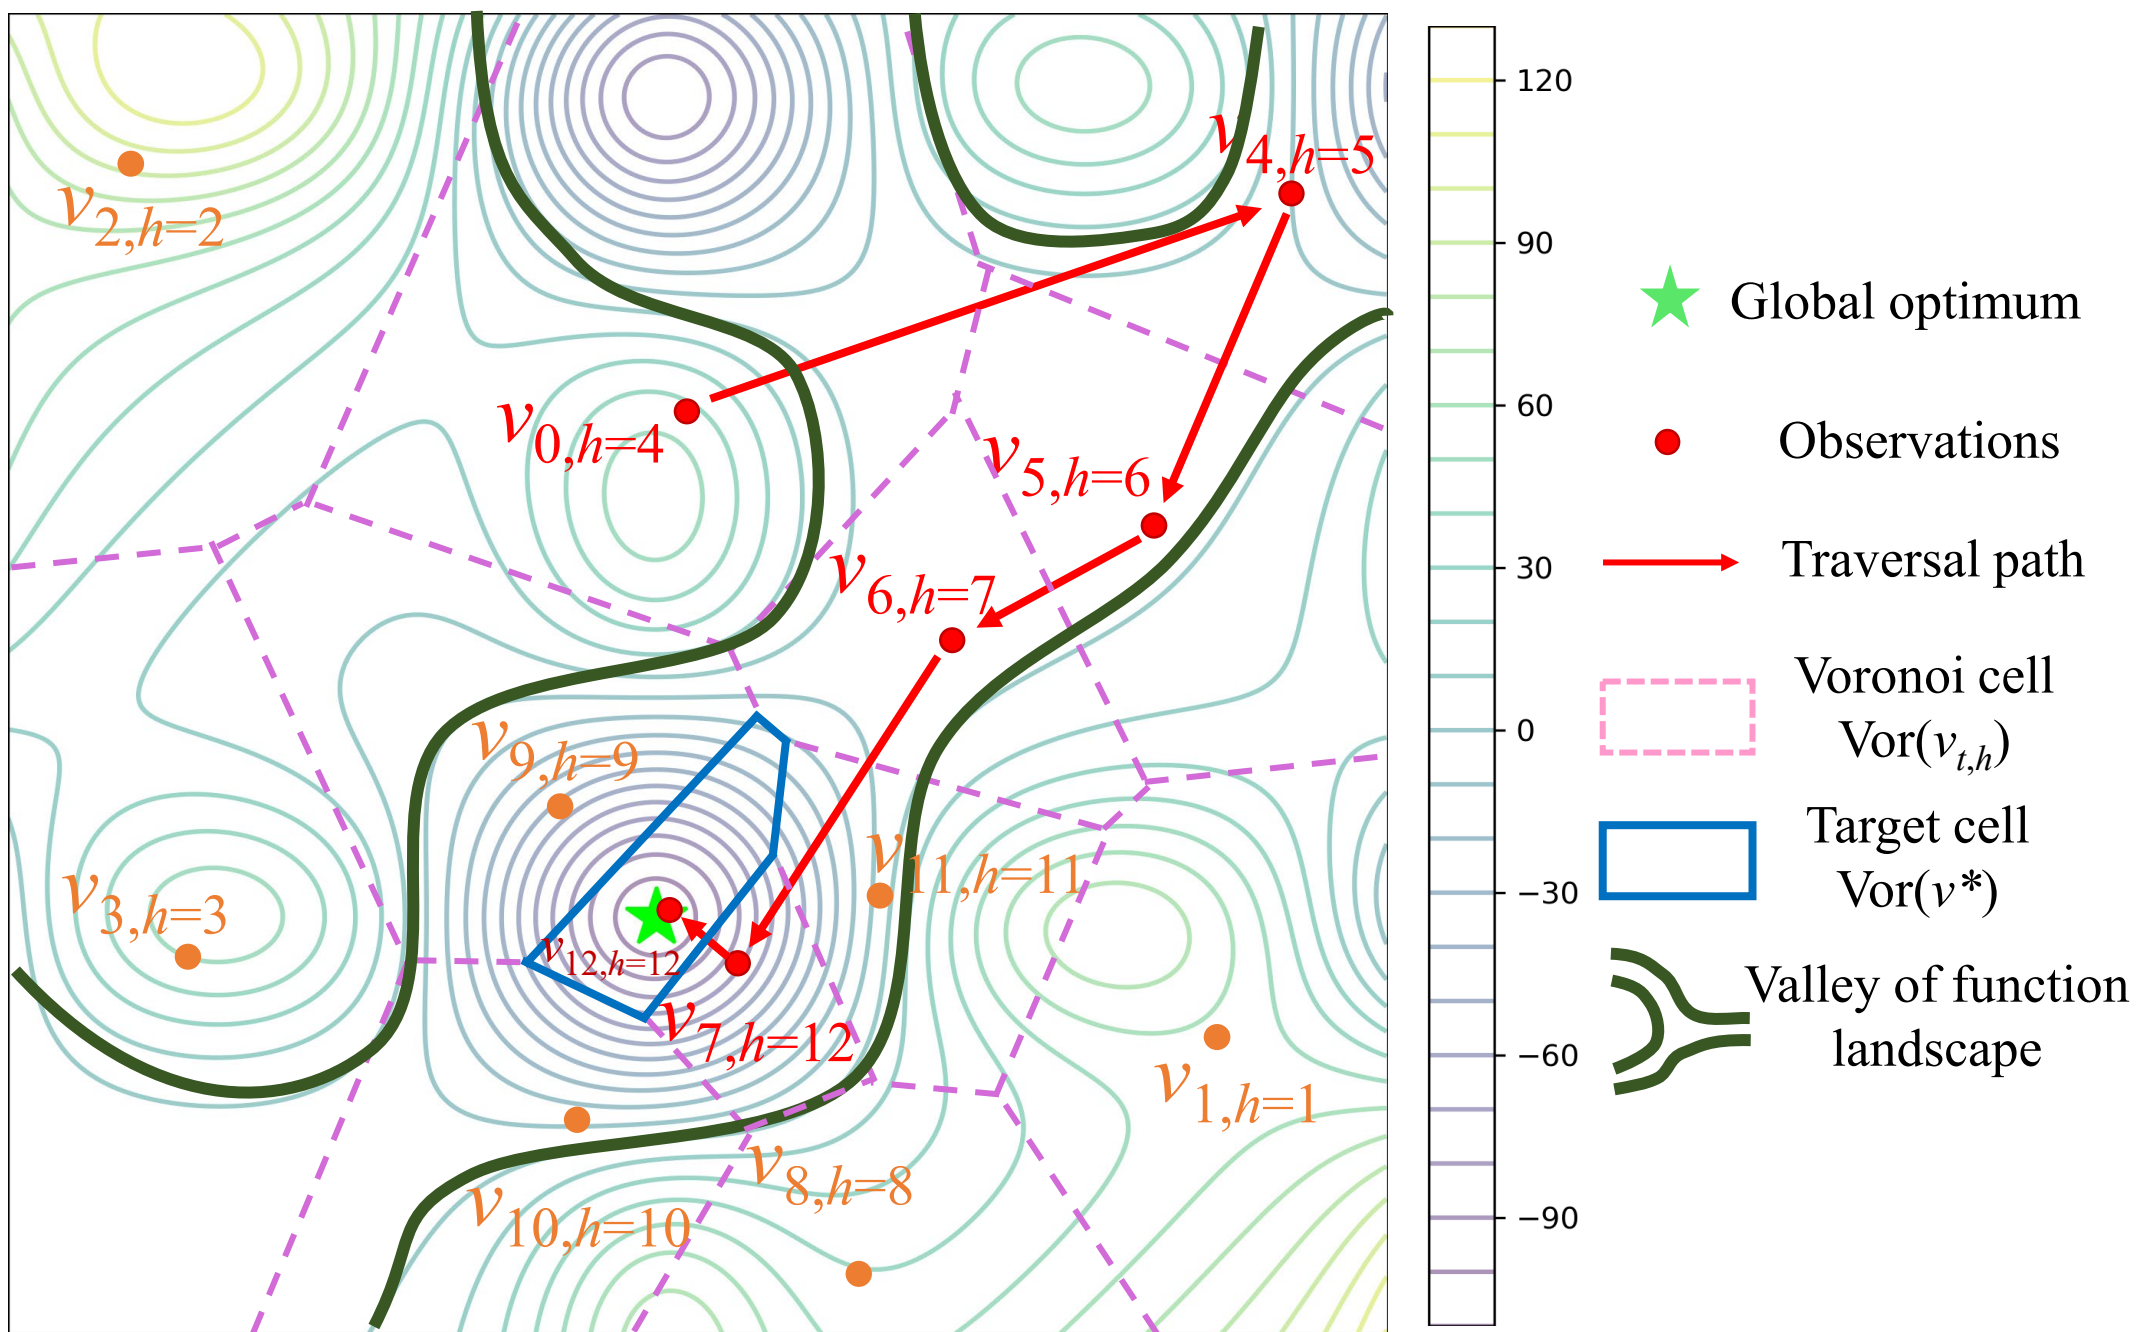 v4,h=5
v2,h=2
v0,h=4
v5,h=6
v6,h=7
v9,h=9
v11,h=11
v3,h=3
v12,h=12
v7,h=12
v1,h=1
v8,h=8
v10,h=10
120
90
60
30
0
−30
−60
−90
Global optimum
Observations
Traversal path
Voronoi cell
Vor(vt,h)
Target cell
Vor(v*)
Valley of function
landscape